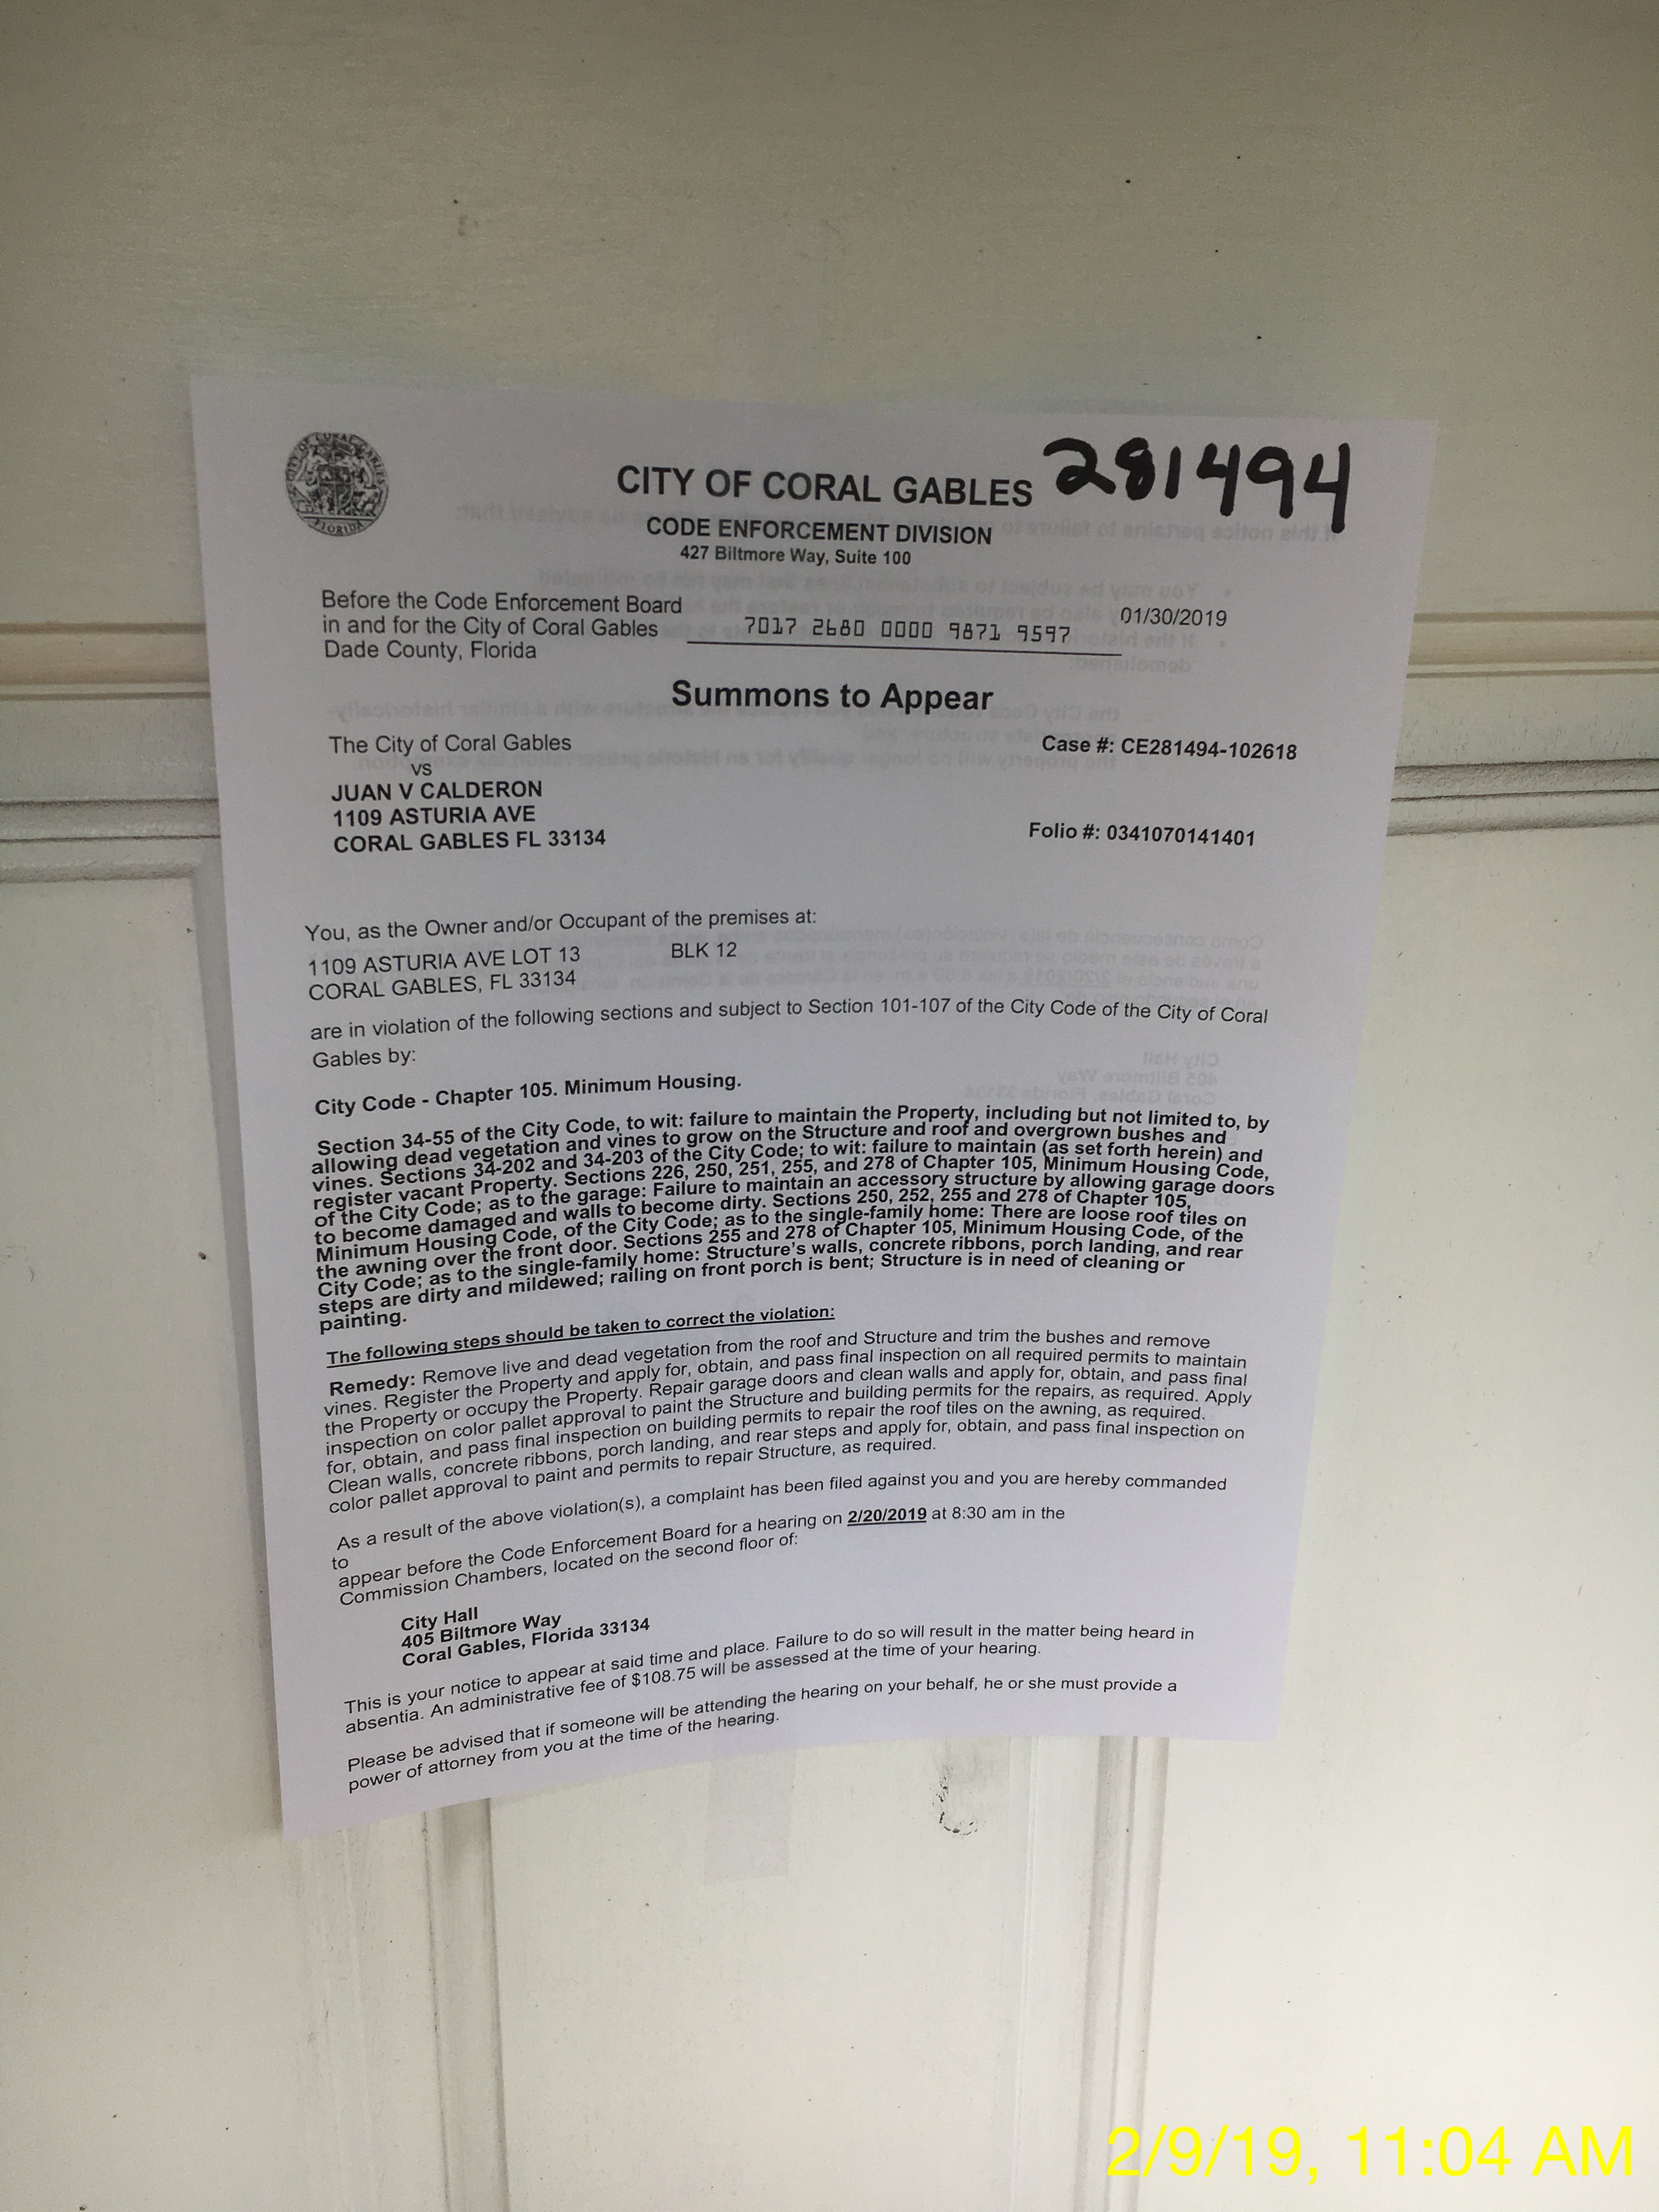 CITY OF CORAL GABLES
281494
CODE ENFORCEMENT DIVISION
427 Biltmore Way, Suite 100
Before the Code Enforcement Board
in and for the City of Coral Gables
Dade County, Florida
7017 2680 0000 9871 9597
01/30/2019
Summons to Appear
The City of Coral Gables
vs
JUAN V CALDERON
1109 ASTURIA AVE
CORAL GABLES FL 33134
Case #: CE281494-102618
Folio #: 0341070141401
You, as the Owner and/or Occupant of the premises at:
1109 ASTURIA AVE LOT 13 BLK 12
CORAL GABLES, FL 33134
are in violation of the following sections and subject to Section 101-107 of the City Code of the City of Coral
Gables by:
City Code - Chapter 105. Minimum Housing.
Section 34-55 of the City Code, to wit: failure to maintain the Property, including but not limited to, by
allowing dead vegetation and vines to grow on the Structure and roof and overgrown bushes and
vines. Sections 34-202 and 34-203 of the City Code; to wit: failure to maintain (as set forth herein) and
register vacant Property. Sections 226, 250, 251, 255, and 278 of Chapter 105, Minimum Housing Code,
of the City Code; as to the garage: Failure to maintain an accessory structure by allowing garage doors
to become damaged and walls to become dirty. Sections 250, 252, 255 and 278 of Chapter 105,
Minimum Housing Code, of the City Code; as to the single-family home: There are loose roof tiles on
the awning over the front door. Sections 255 and 278 of Chapter 105, Minimum Housing Code, of the
City Code; as to the single-family home: Structure's walls, concrete ribbons, porch landing, and rear
steps are dirty and mildewed; railing on front porch is bent; Structure is in need of cleaning or
painting.
The following steps should be taken to correct the violation:
Remedy: Remove live and dead vegetation from the roof and Structure and trim the bushes and remove
vines. Register the Property and apply for, obtain, and pass final inspection on all required permits to maintain
the Property or occupy the Property. Repair garage doors and clean walls and apply for, obtain, and pass final
inspection on color pallet approval to paint the Structure and building permits for the repairs, as required. Apply
for, obtain, and pass final inspection on building permits to repair the roof tiles on the awning, as required.
Clean walls, concrete ribbons, porch landing, and rear steps and apply for, obtain, and pass final inspection on
color pallet approval to paint and permits to repair Structure, as required.
As a result of the above violation(s), a complaint has been filed against you and you are hereby commanded
to
appear before the Code Enforcement Board for a hearing on 2/20/2019 at 8:30 am in the
Commission Chambers, located on the second floor of:
City Hall
405 Biltmore Way
Coral Gables, Florida 33134
This is your notice to appear at said time and place. Failure to do so will result in the matter being heard in
absentia. An administrative fee of $108.75 will be assessed at the time of your hearing.
Please be advised that if someone will be attending the hearing on your behalf, he or she must provide a
power of attorney from you at the time of the hearing.
2/9/19, 11:04 AM